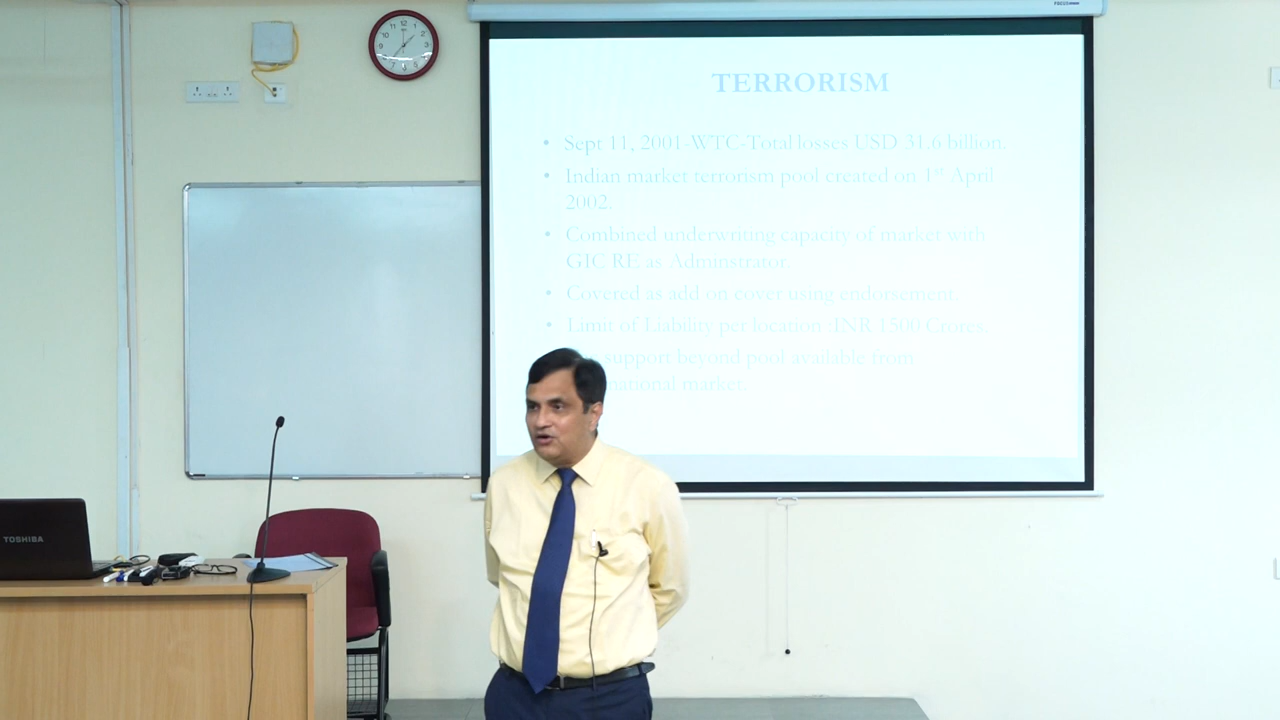 TERRORISM
• Sept 11, 2001-WTC-Total losses USD 31.6 billion.
• Indian market terrorism pool created on 1st April
2002.
• Combined underwriting capacity of market with
GIC RE as Adminstrator
• Covered as add on cover using endorsement.
• Limit of Liability per location :INR 1500 Crores.
support beyond pool available from
national market.
TOSHIBA